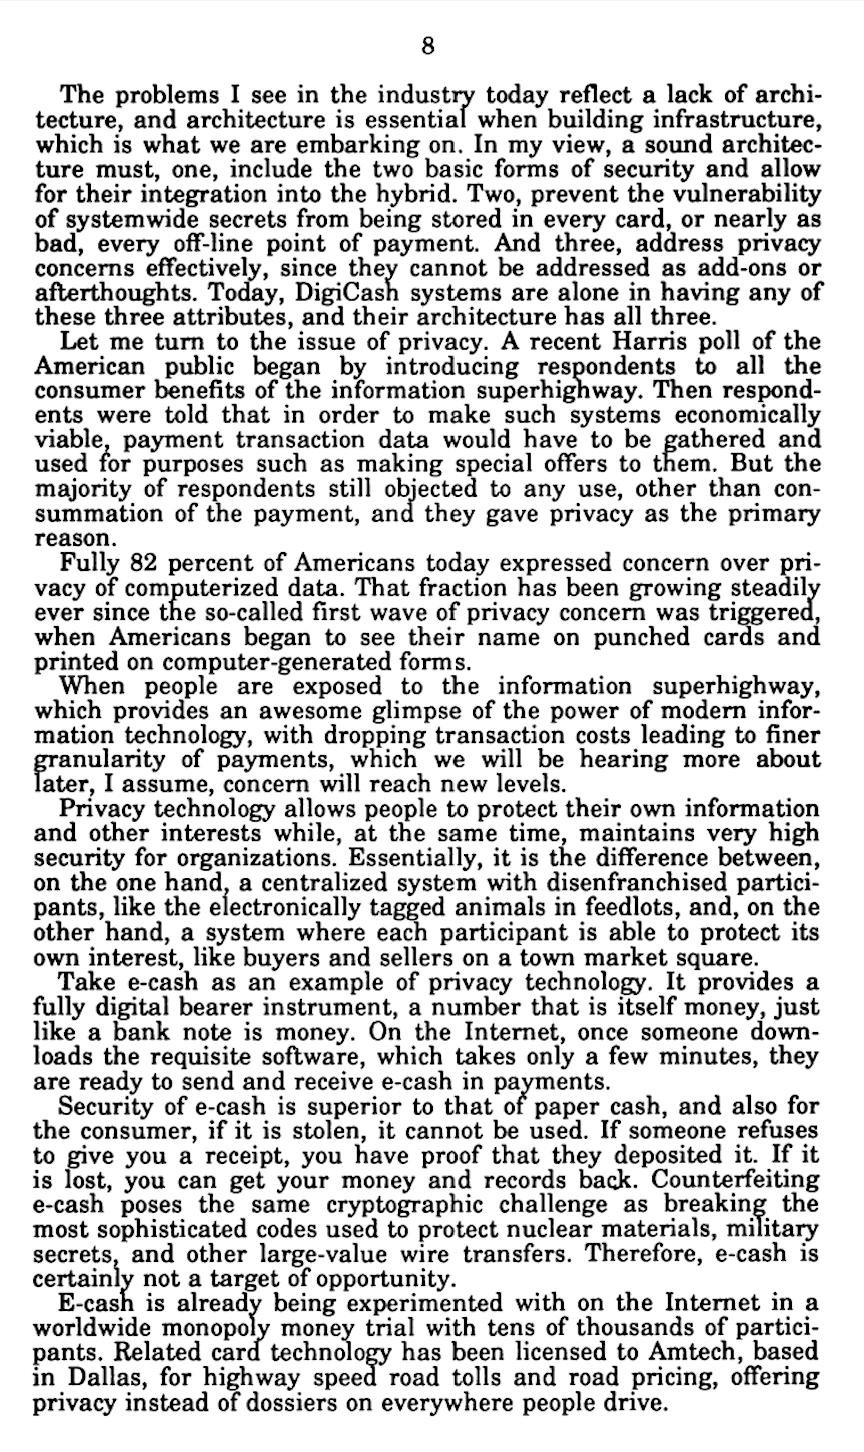 8
The problems I see in the industry today reflect a lack of archi-
tecture, and architecture is essential when building infrastructure,
which is what we are embarking on. In my view, a sound architec-
ture must, one, include the two basic forms of security and allow
for their integration into the hybrid. Two, prevent the vulnerability
of systemwide secrets from being stored in every card, or nearly as
bad, every off-line point of payment. And three, address privacy
concerns effectively, since they cannot be addressed as add-ons or
afterthoughts. Today, DigiCash systems are alone in having any of
these three attributes, and their architecture has all three.
Let me turn to the issue of privacy. A recent Harris poll of the
American public began by introducing respondents to all the
consumer benefits of the information superhighway. Then respond-
ents were told that in order to make such systems economically
viable, payment transaction data would have to be gathered and
used for purposes such as making special offers to them. But the
majority of respondents still objected to any use, other than con-
summation of the payment, and they gave privacy as the primary
reason.
Fully 82 percent of Americans today expressed concern over pri-
vacy of computerized data. That fraction has been growing steadily
ever since the so-called first wave of privacy concern was triggered,
when Americans began to see their name on punched cards and
printed on computer-generated forms.
When people are exposed to the information superhighway,
which provides an awesome glimpse of the power of modern infor-
mation technology, with dropping transaction costs leading to finer
granularity of payments, which we will be hearing more about
later, I assume, concern will reach new levels.
Privacy technology allows people to protect their own information
and other interests while, at the same time, maintains very high
security for organizations. Essentially, it is the difference between,
on the one hand, a centralized system with disenfranchised partici-
pants, like the electronically tagged animals in feedlots, and, on the
other hand, a system where each participant is able to protect its
own interest, like buyers and sellers on a town market square.
Take e-cash as an example of privacy technology. It provides a
fully digital bearer instrument, a number that is itself money, just
like a bank note is money. On the Internet, once someone down-
loads the requisite software, which takes only a few minutes, they
are ready to send and receive e-cash in payments.
Security of e-cash is superior to that of paper cash, and also for
the consumer, if it is stolen, it cannot be used. If someone refuses
to give you a receipt, you have proof that they deposited it. If it
is lost, you can get your money and records back. Counterfeiting
e-cash poses the same cryptographic challenge as breaking the
most sophisticated codes used to protect nuclear materials, military
secrets, and other large-value wire transfers. Therefore, e-cash is
certainly not a target of opportunity.
E-cash is already being experimented with on the Internet in a
worldwide monopoly money trial with tens of thousands of partici-
pants. Related card technology has been licensed to Amtech, based
in Dallas, for highway speed road tolls and road pricing, offering
privacy instead of dossiers on everywhere people drive.